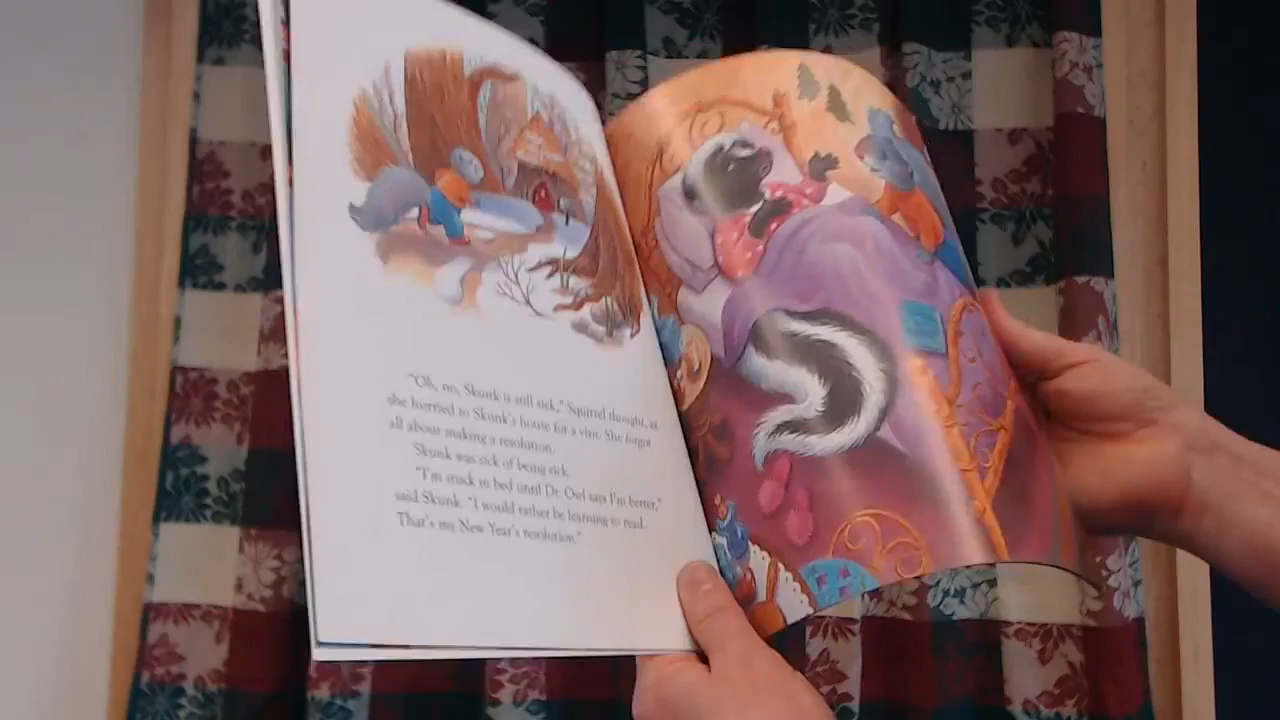 "Oh, no, Skunk is still sick," Squirrel thought, as
she hurried to Skunk's house for a visit. She forgot
all about making a resolution.
Skunk was sick of being sick.
"I'm stuck in bed until Dr. Owl says I'm better,"
said Skunk. "I would rather be learning to read.
That's my New Year's resolution."